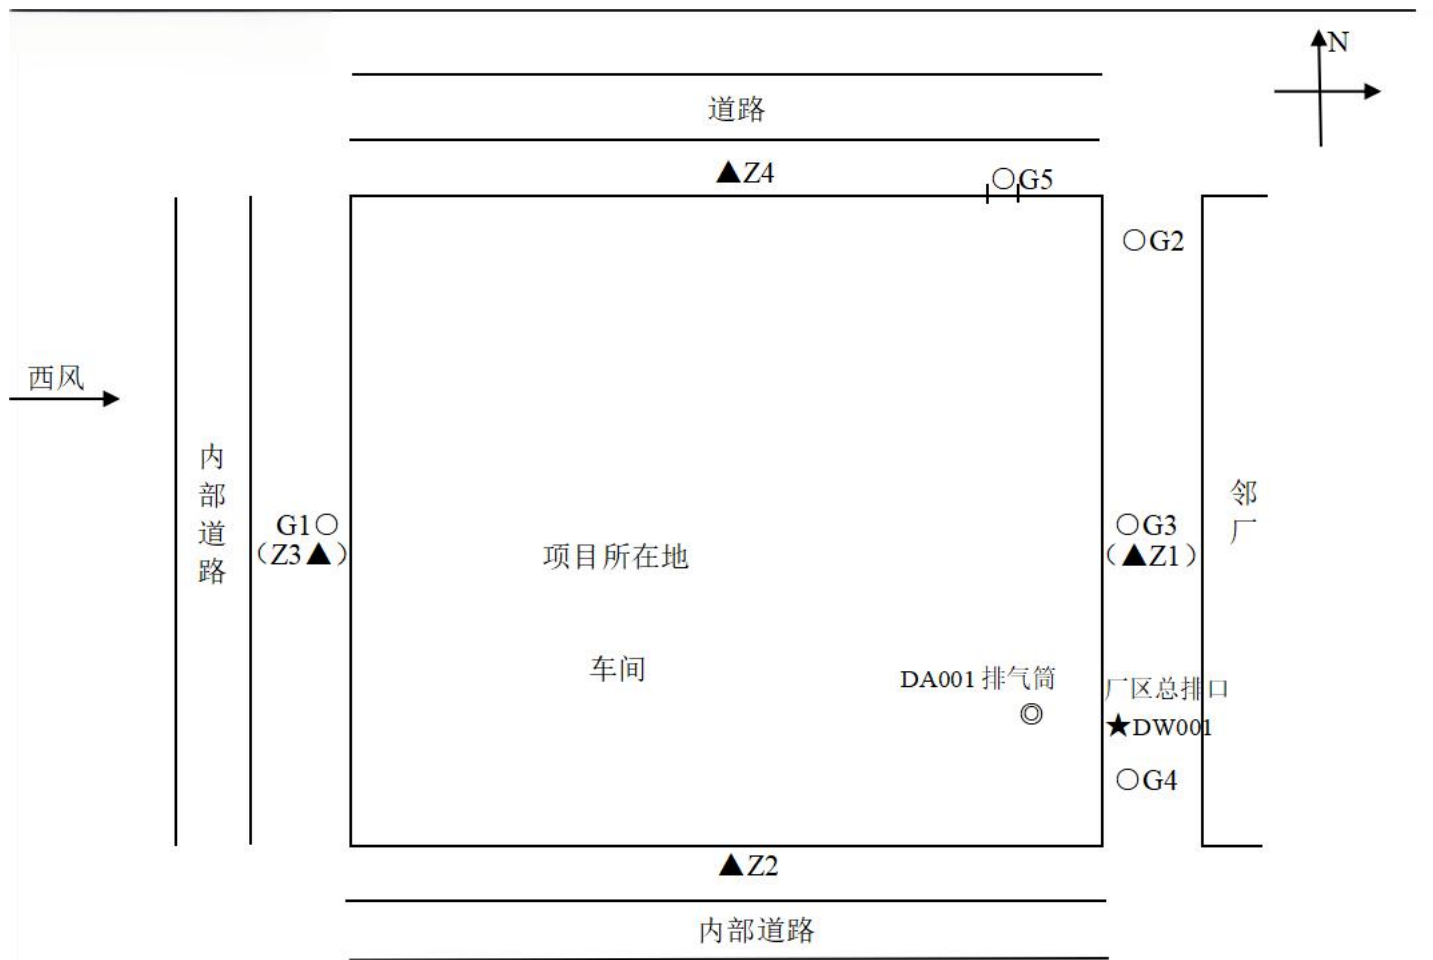 N
道路
▲Z4
○G5
○G2
西风
内部道路
G1○
（Z3▲）
项目所在地
○G3
（▲Z1）
邻厂
车间
DA001 排气筒
◎
厂区总排口
★DW001
○G4
▲Z2
内部道路